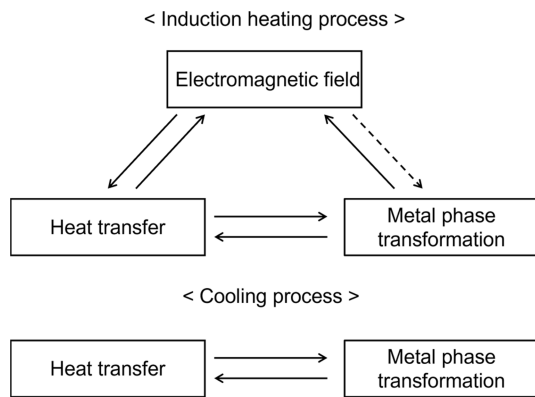 < Induction heating process >
Electromagnetic field
Heat transfer
Metal phase
transformation
< Cooling process >
Heat transfer
Metal phase
transformation